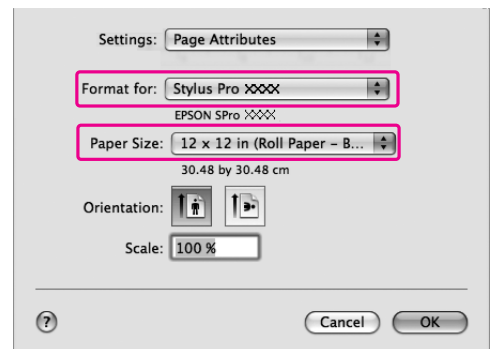 Settings: Page Attributes
Format for: Stylus Pro XXXX
EPSON SPro XXXX
Paper Size: 12 x 12 in (Roll Paper – B...
30.48 by 30.48 cm
Orientation:
Scale: 100 %
? Cancel OK